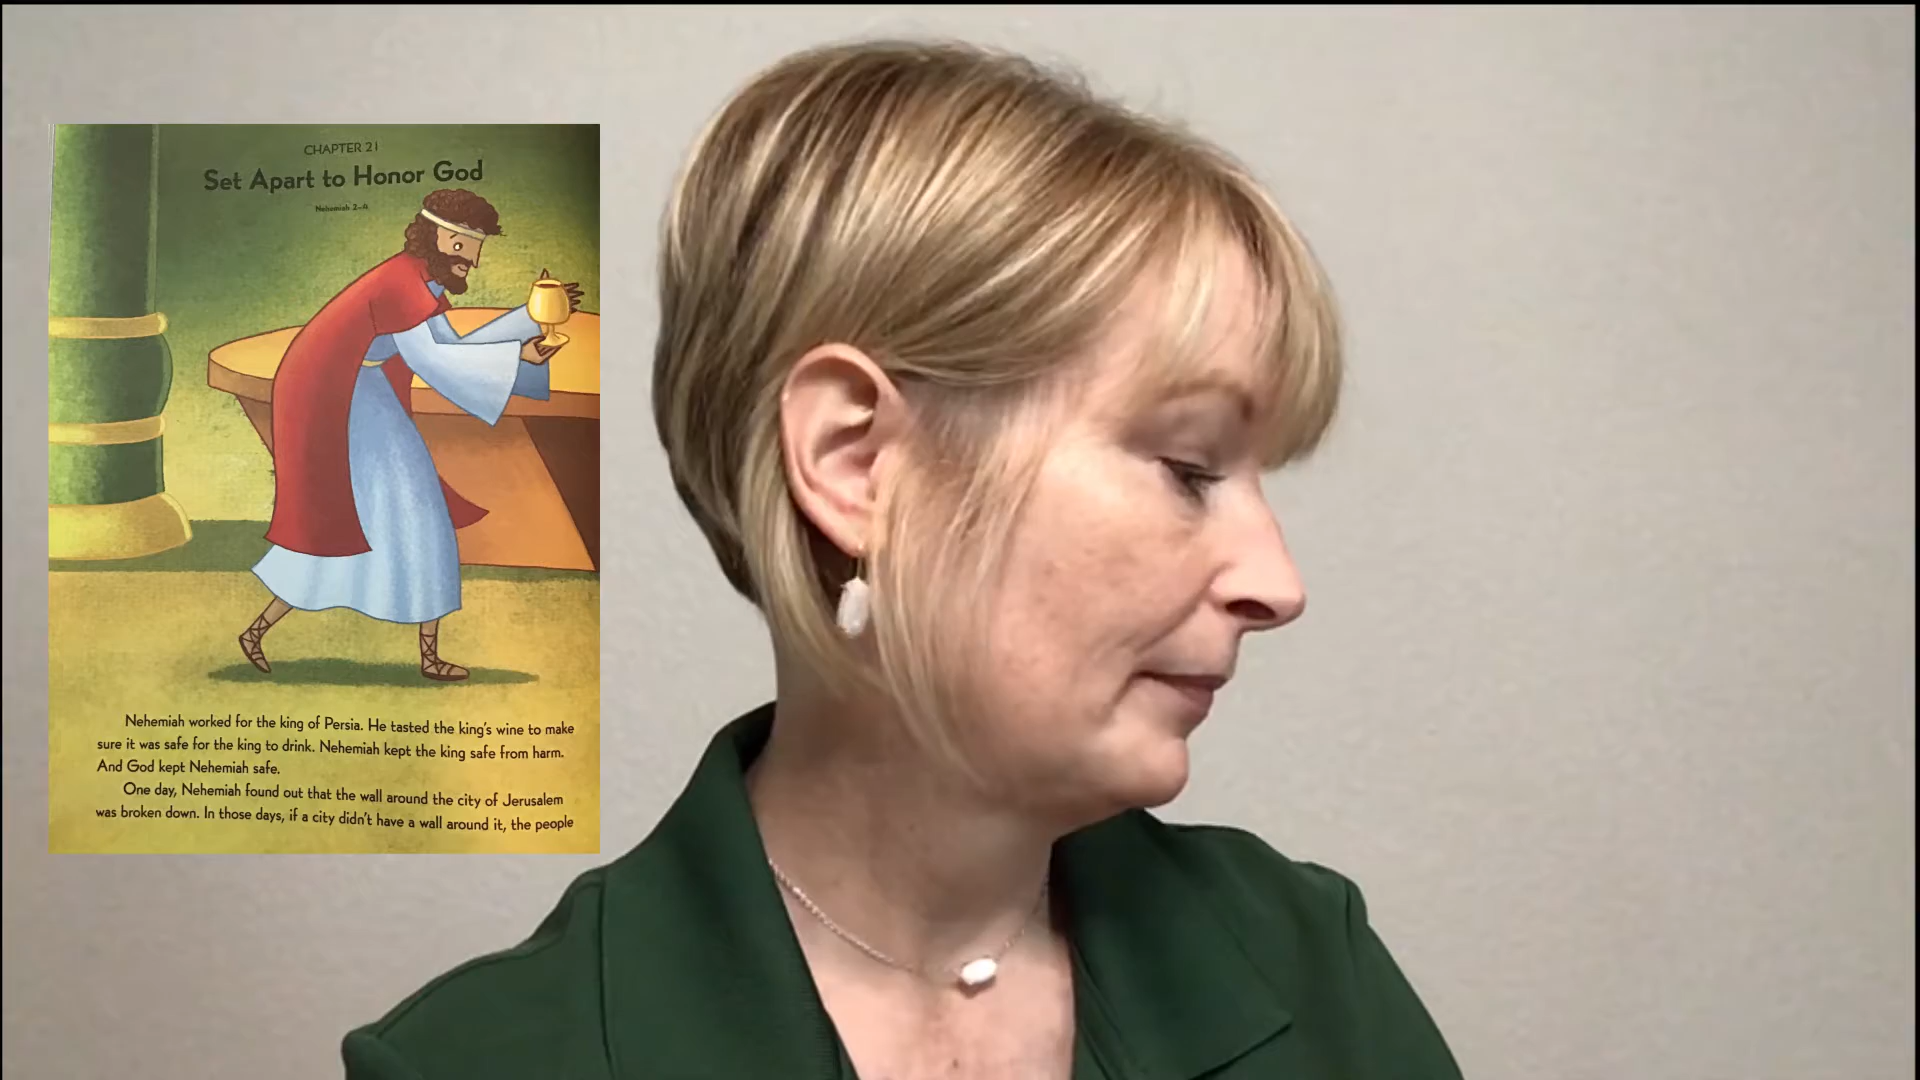 CHAPTER 21
Set Apart to Honor God
Nehemiah 2–4
Nehemiah worked for the king of Persia. He tasted the king's wine to make
sure it was safe for the king to drink. Nehemiah kept the king safe from harm.
And God kept Nehemiah safe.
One day, Nehemiah found out that the wall around the city of Jerusalem
was broken down. In those days, if a city didn't have a wall around it, the people